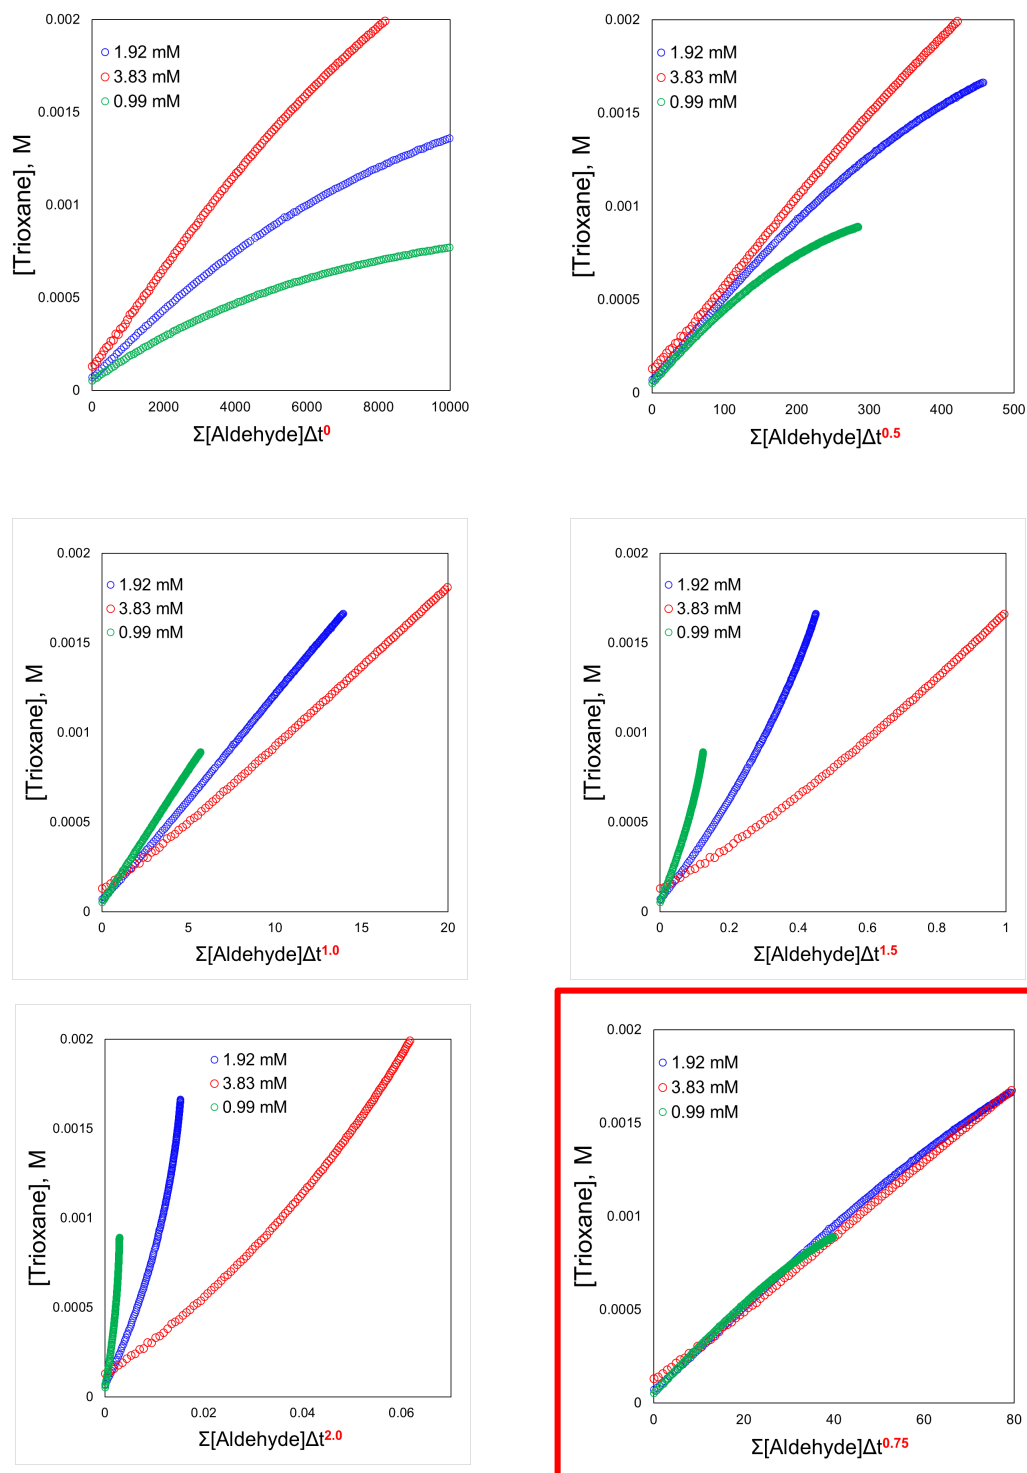 [Trioxane], M
0.002
0.0015
0.001
0.0005
0
1.92 mM
3.83 mM
0.99 mM
0 2000 4000 6000 8000 10000
Σ[Aldehyde]Δt0
[Trioxane], M
0.002
0.0015
0.001
0.0005
0
1.92 mM
3.83 mM
0.99 mM
0 100 200 300 400 500
Σ[Aldehyde]Δt0.5
[Trioxane], M
0.002
0.0015
0.001
0.0005
0
1.92 mM
3.83 mM
0.99 mM
0 5 10 15 20
Σ[Aldehyde]Δt1.0
[Trioxane], M
0.002
0.0015
0.001
0.0005
0
1.92 mM
3.83 mM
0.99 mM
0 0.2 0.4 0.6 0.8 1
Σ[Aldehyde]Δt1.5
[Trioxane], M
0.002
0.0015
0.001
0.0005
0
1.92 mM
3.83 mM
0.99 mM
0 0.02 0.04 0.06
Σ[Aldehyde]Δt2.0
[Trioxane], M
0.002
0.0015
0.001
0.0005
0
1.92 mM
3.83 mM
0.99 mM
0 20 40 60 80
Σ[Aldehyde]Δt0.75